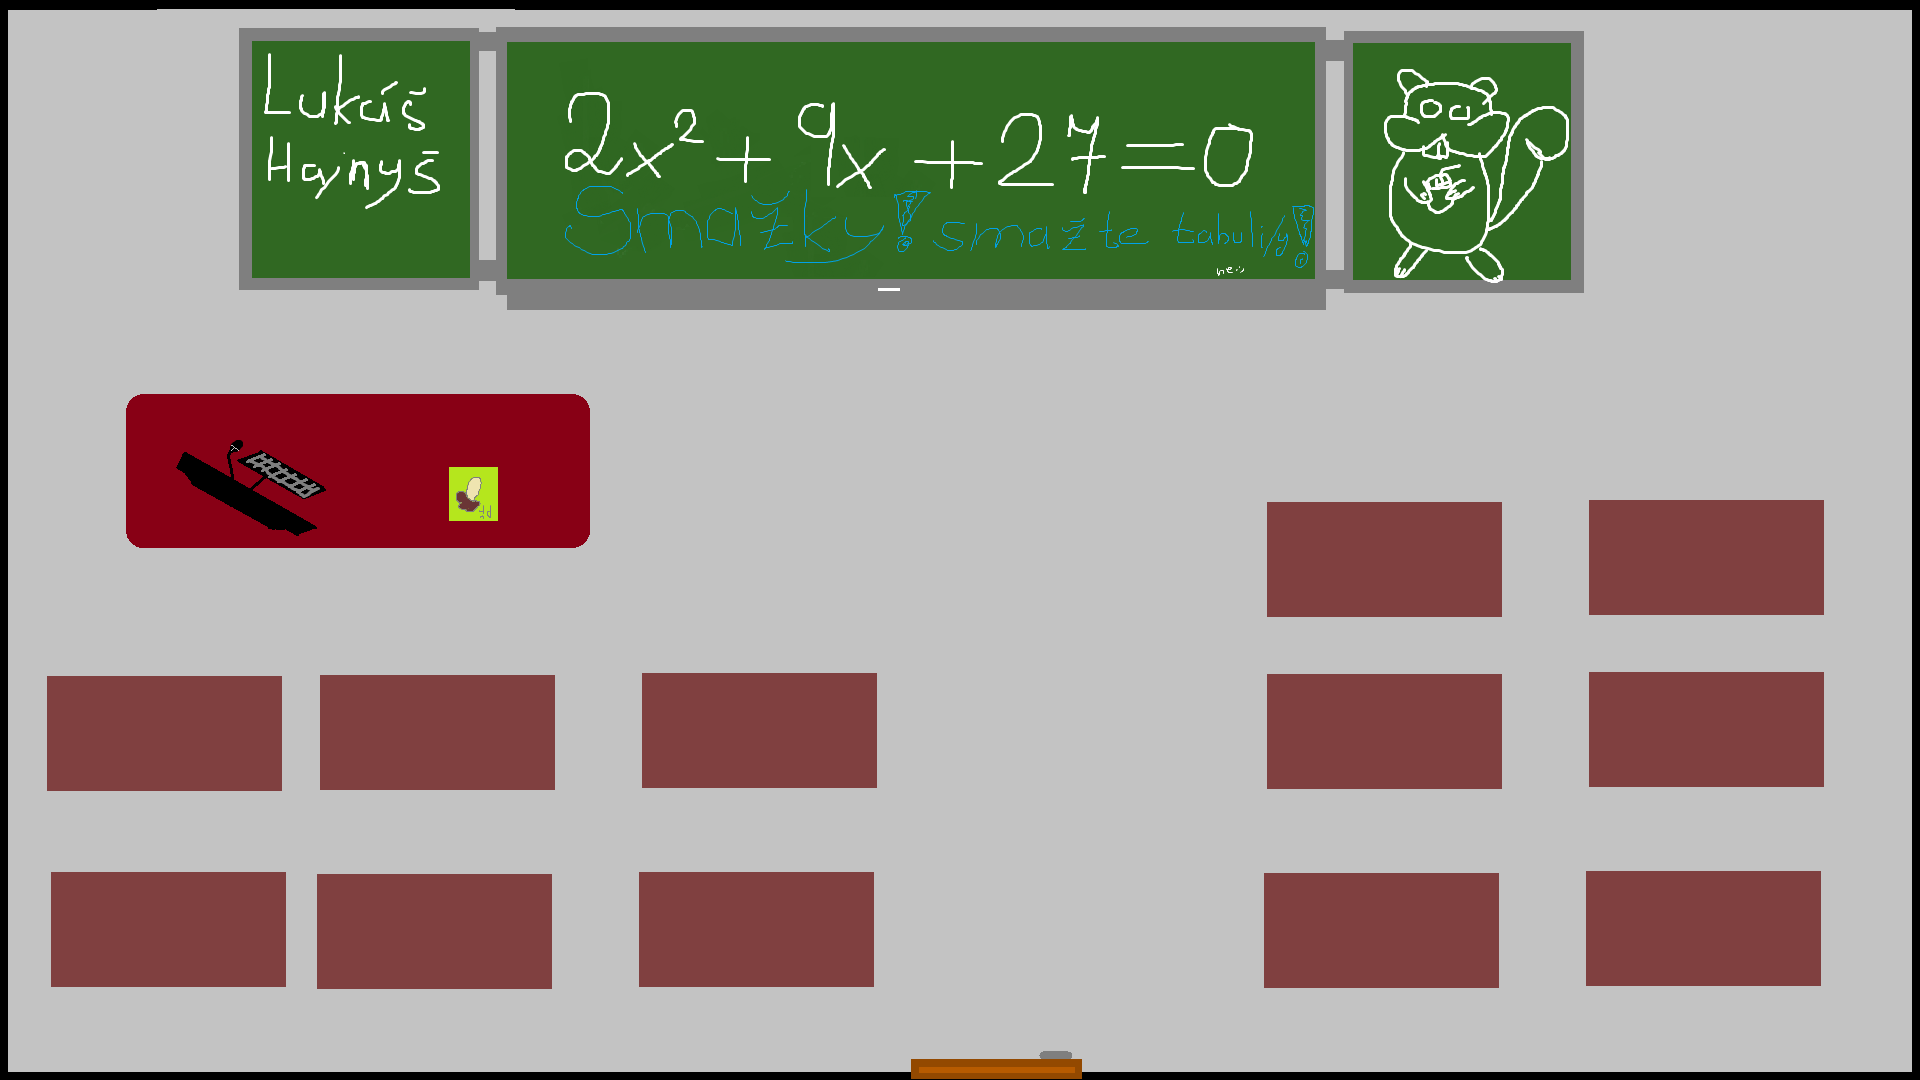 Lukáš
Hajnyš
2x² + 9x + 27 = 0
Smažky! smažte tabuli/y!